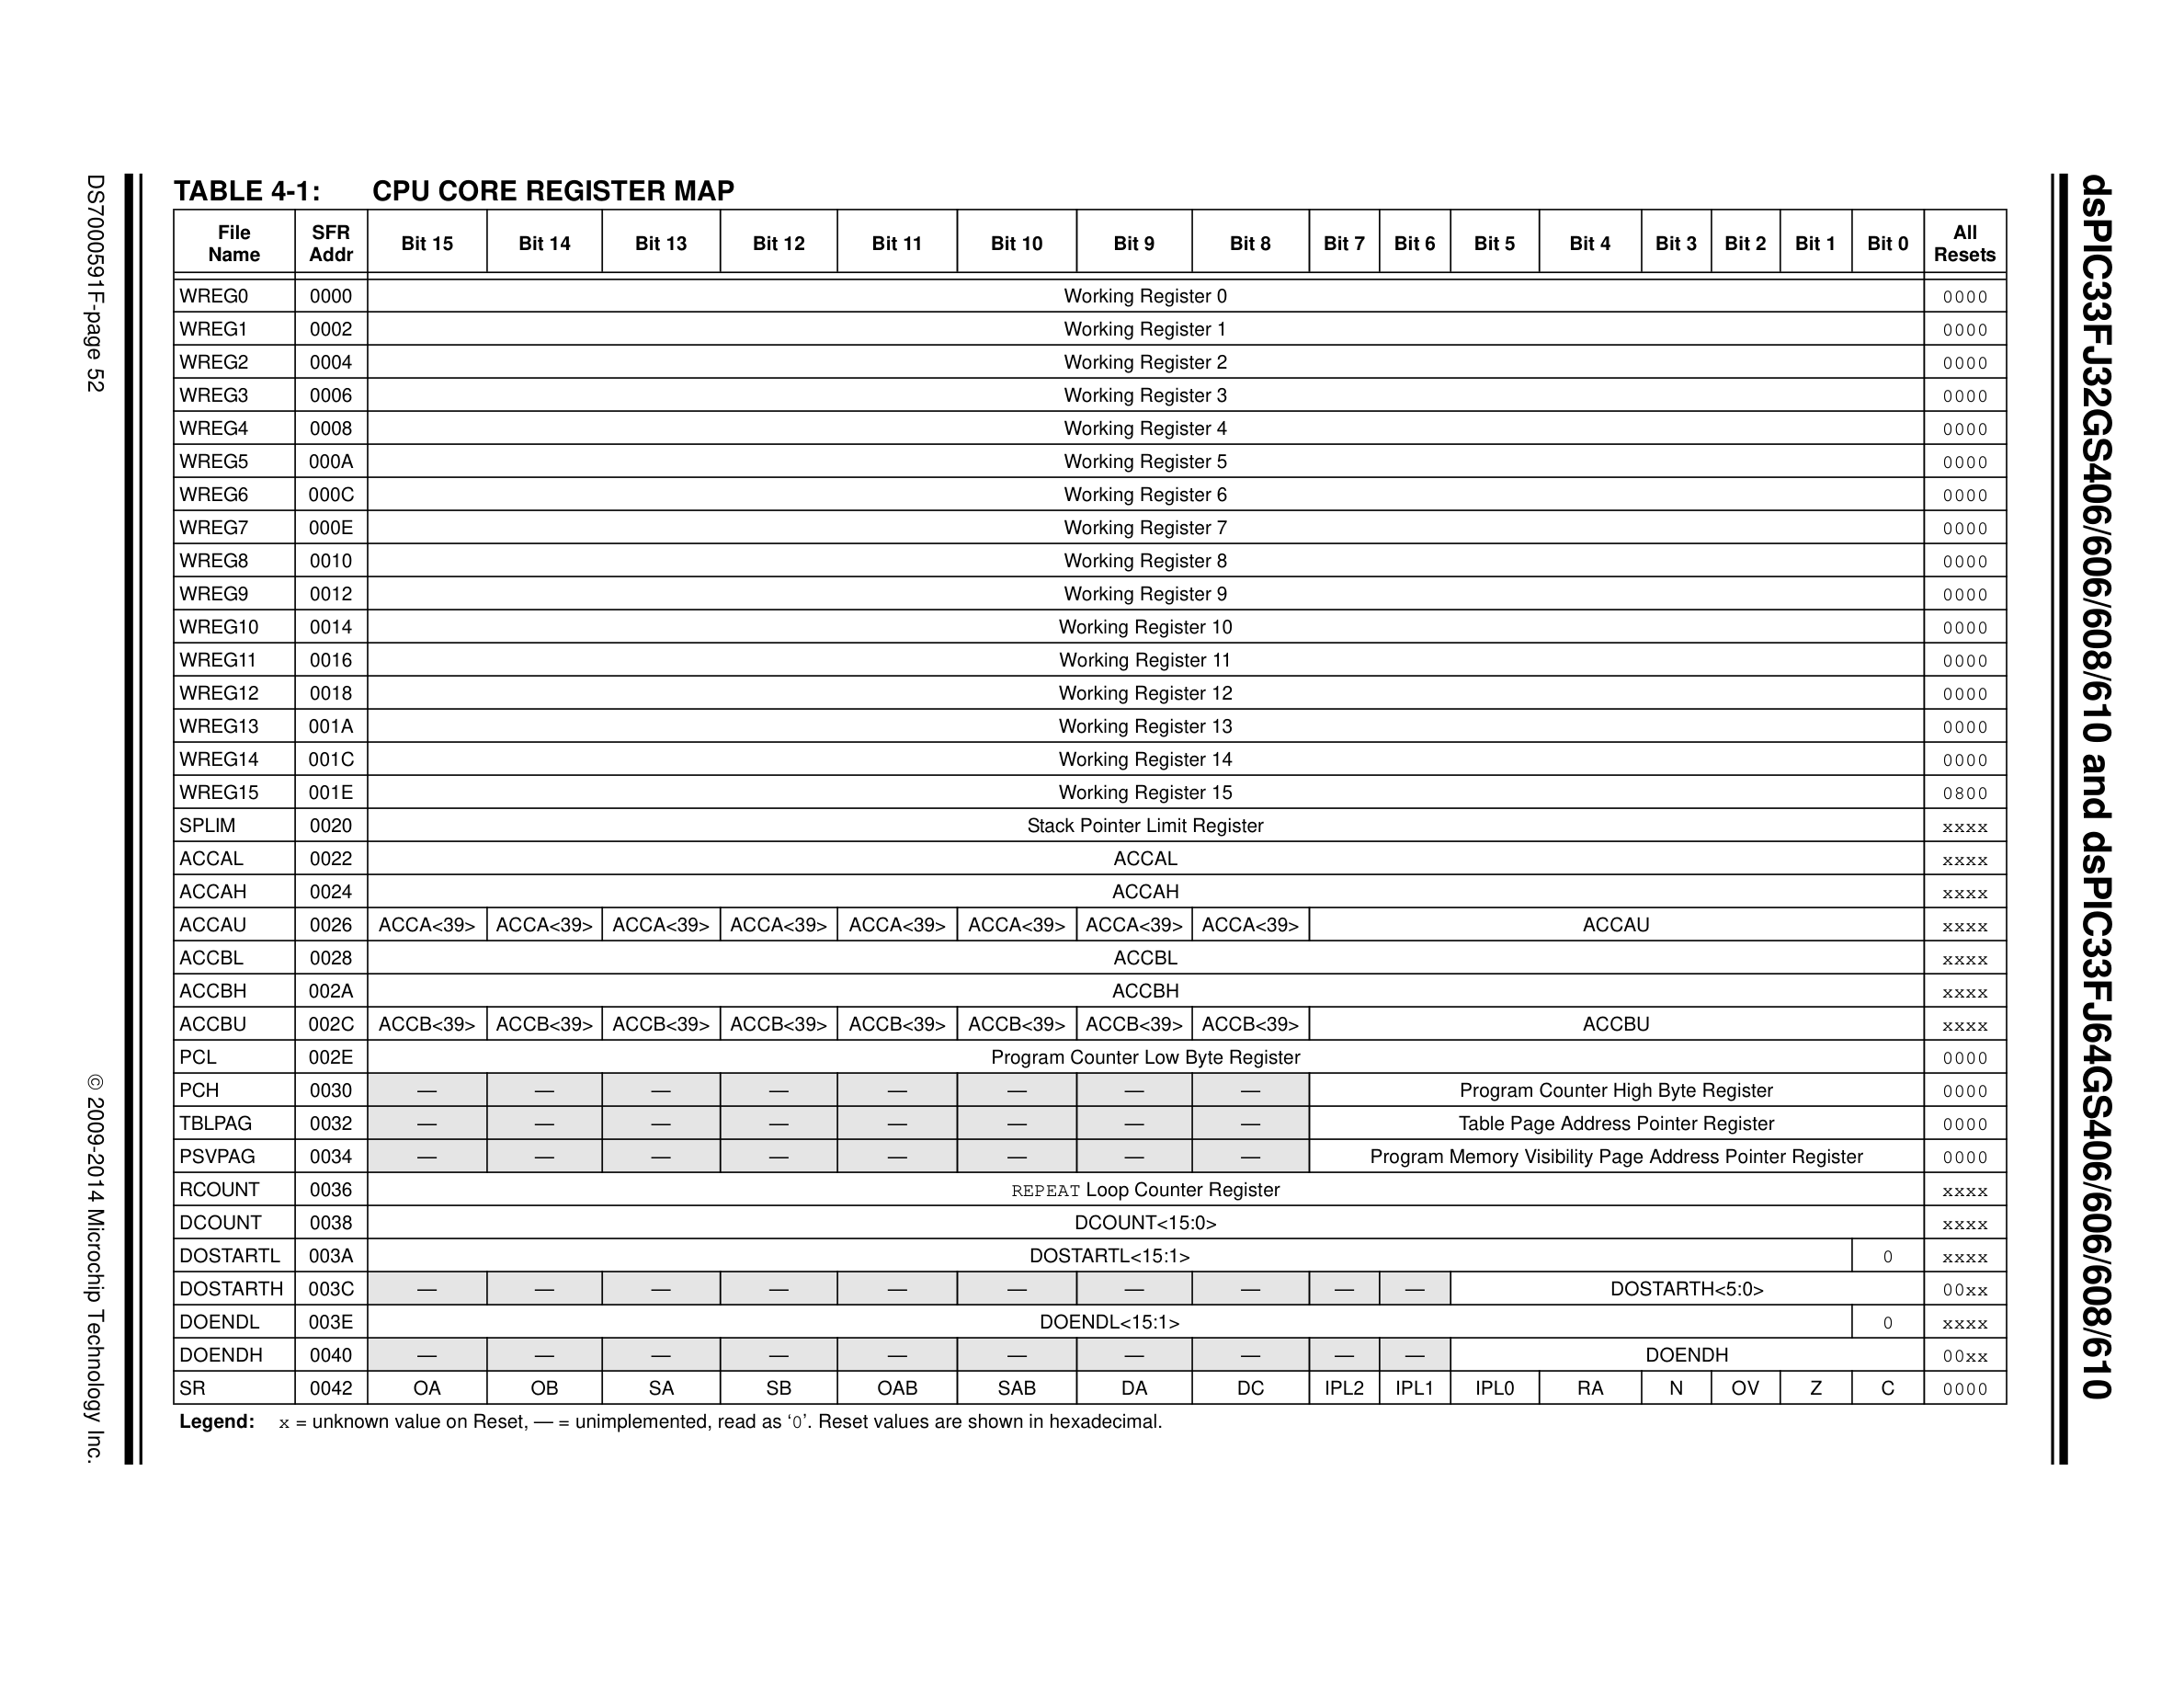 TABLE 4-1: CPU CORE REGISTER MAP
File Name SFR Addr Bit 15 Bit 14 Bit 13 Bit 12 Bit 11 Bit 10 Bit 9 Bit 8 Bit 7 Bit 6 Bit 5 Bit 4 Bit 3 Bit 2 Bit 1 Bit 0 All Resets
WREG0 0000 Working Register 0 0000
WREG1 0002 Working Register 1 0000
WREG2 0004 Working Register 2 0000
WREG3 0006 Working Register 3 0000
WREG4 0008 Working Register 4 0000
WREG5 000A Working Register 5 0000
WREG6 000C Working Register 6 0000
WREG7 000E Working Register 7 0000
WREG8 0010 Working Register 8 0000
WREG9 0012 Working Register 9 0000
WREG10 0014 Working Register 10 0000
WREG11 0016 Working Register 11 0000
WREG12 0018 Working Register 12 0000
WREG13 001A Working Register 13 0000
WREG14 001C Working Register 14 0000
WREG15 001E Working Register 15 0800
SPLIM 0020 Stack Pointer Limit Register xxxx
ACCAL 0022 ACCAL xxxx
ACCAH 0024 ACCAH xxxx
ACCAU 0026 ACCA<39> ACCA<39> ACCA<39> ACCA<39> ACCA<39> ACCA<39> ACCA<39> ACCA<39> ACCAU xxxx
ACCBL 0028 ACCBL xxxx
ACCBH 002A ACCBH xxxx
ACCBU 002C ACCB<39> ACCB<39> ACCB<39> ACCB<39> ACCB<39> ACCB<39> ACCB<39> ACCB<39> ACCBU xxxx
PCL 002E Program Counter Low Byte Register 0000
PCH 0030 — — — — — — — — Program Counter High Byte Register 0000
TBLPAG 0032 — — — — — — — — Table Page Address Pointer Register 0000
PSVPAG 0034 — — — — — — — — Program Memory Visibility Page Address Pointer Register 0000
RCOUNT 0036 REPEAT Loop Counter Register xxxx
DCOUNT 0038 DCOUNT<15:0> xxxx
DOSTARTL 003A DOSTARTL<15:1> 0 xxxx
DOSTARTH 003C — — — — — — — — — — DOSTARTH<5:0> 00xx
DOENDL 003E DOENDL<15:1> 0 xxxx
DOENDH 0040 — — — — — — — — — — DOENDH 00xx
SR 0042 OA OB SA SB OAB SAB DA DC IPL2 IPL1 IPL0 RA N OV Z C 0000
Legend: x = unknown value on Reset, — = unimplemented, read as ‘0’. Reset values are shown in hexadecimal.
dsPIC33FJ32GS406/606/608/610 and dsPIC33FJ64GS406/606/608/610
DS70000591F-page 52
© 2009-2014 Microchip Technology Inc.